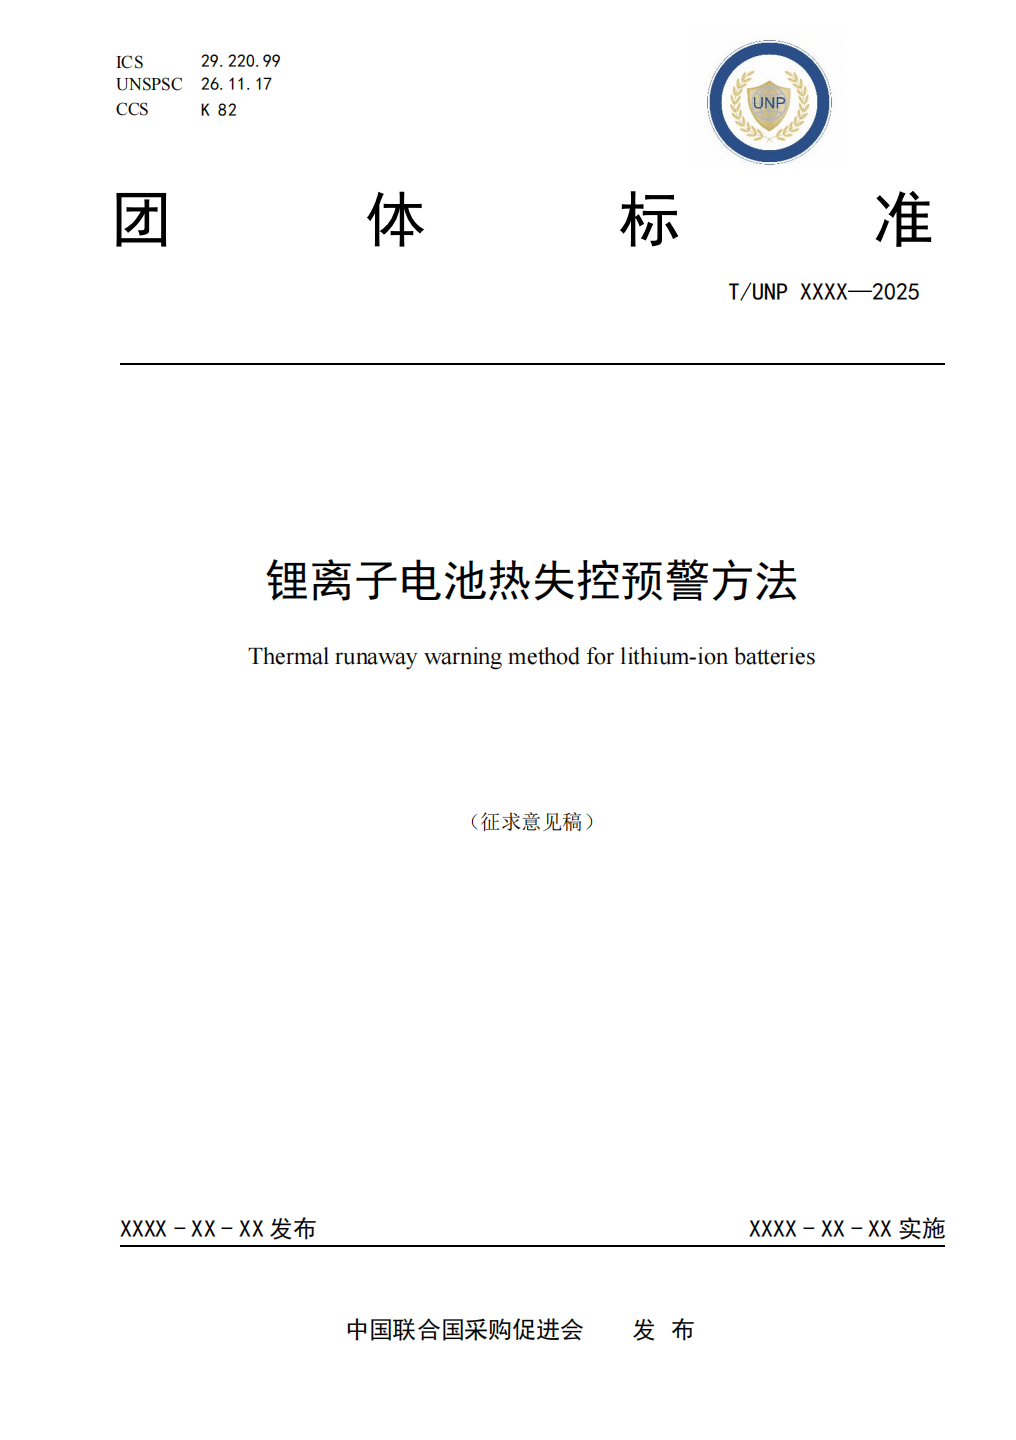 ICS 29.220.99
UNSPSC 26.11.17
CCS K 82
UNP
团 体 标 准
T/UNP XXXX—2025
锂离子电池热失控预警方法
Thermal runaway warning method for lithium-ion batteries
（征求意见稿）
XXXX-XX-XX 发布 XXXX-XX-XX 实施
中国联合国采购促进会 发 布